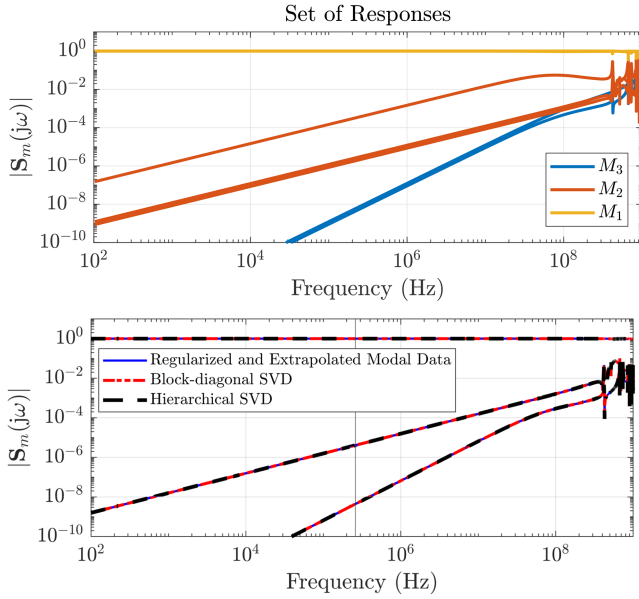 Set of Responses
|S_m(jω)|
10^0
10^-2
10^-4
10^-6
10^-8
10^-10
M_3
M_2
M_1
10^2
10^4
10^6
10^8
Frequency (Hz)
|S_m(jω)|
10^0
10^-2
10^-4
10^-6
10^-8
10^-10
Regularized and Extrapolated Modal Data
Block-diagonal SVD
Hierarchical SVD
10^2
10^4
10^6
10^8
Frequency (Hz)